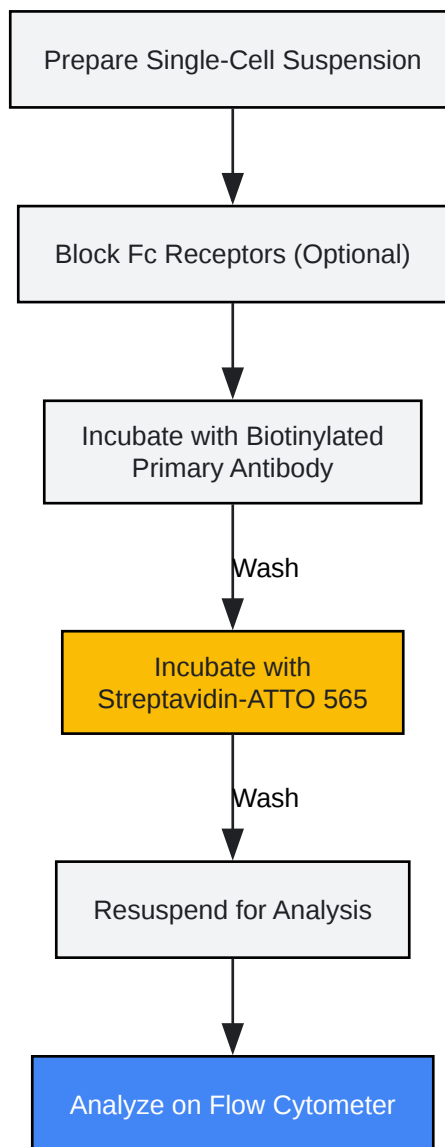 Prepare Single-Cell Suspension
Block Fc Receptors (Optional)
Incubate with Biotinylated
Primary Antibody
Wash
Incubate with
Streptavidin-ATTO 565
Wash
Resuspend for Analysis
Analyze on Flow Cytometer